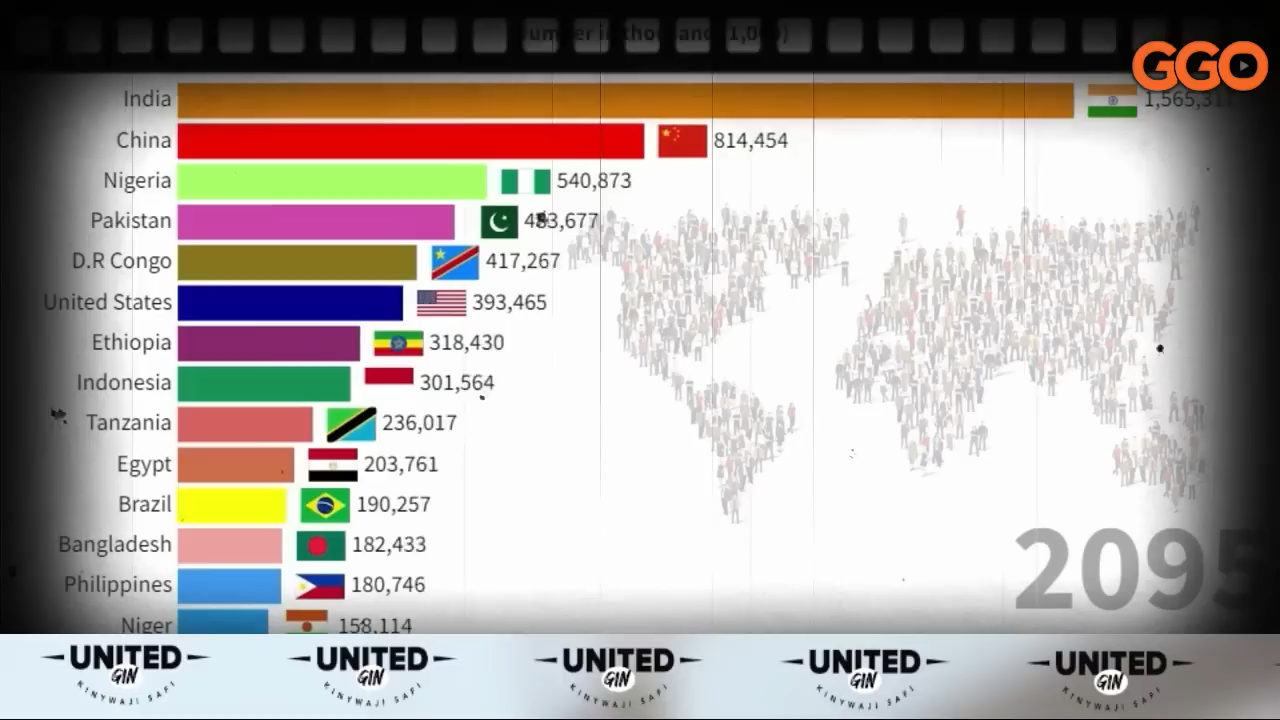 GGO
India 1,565,31
China 814,454
Nigeria 540,873
Pakistan 483,677
D.R Congo 417,267
United States 393,465
Ethiopia 318,430
Indonesia 301,564
Tanzania 236,017
Egypt 203,761
Brazil 190,257
Bangladesh 182,433
Philippines 180,746
Niger 158,114
2095
UNITED UNITED UNITED UNITED UNITED
GIN GIN GIN GIN GIN
KINYWAJI SAFI KINYWAJI SAFI KINYWAJI SAFI KINYWAJI SAFI KINYWAJI SAFI